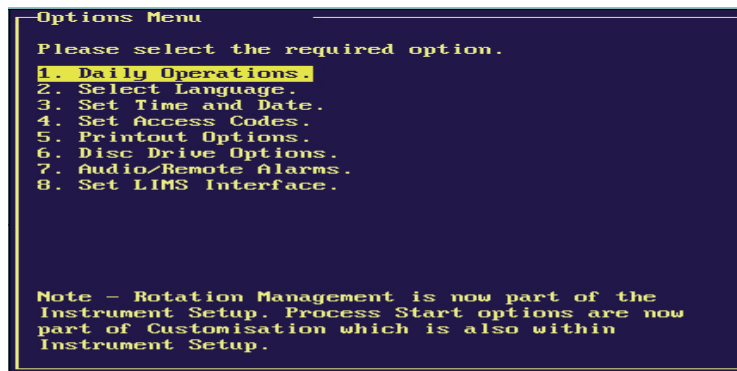 Options Menu
Please select the required option.
1. Daily Operations.
2. Select Language.
3. Set Time and Date.
4. Set Access Codes.
5. Printout Options.
6. Disc Drive Options.
7. Audio/Remote Alarms.
8. Set LIMS Interface.
Note - Rotation Management is now part of the
Instrument Setup. Process Start options are now
part of Customisation which is also within
Instrument Setup.